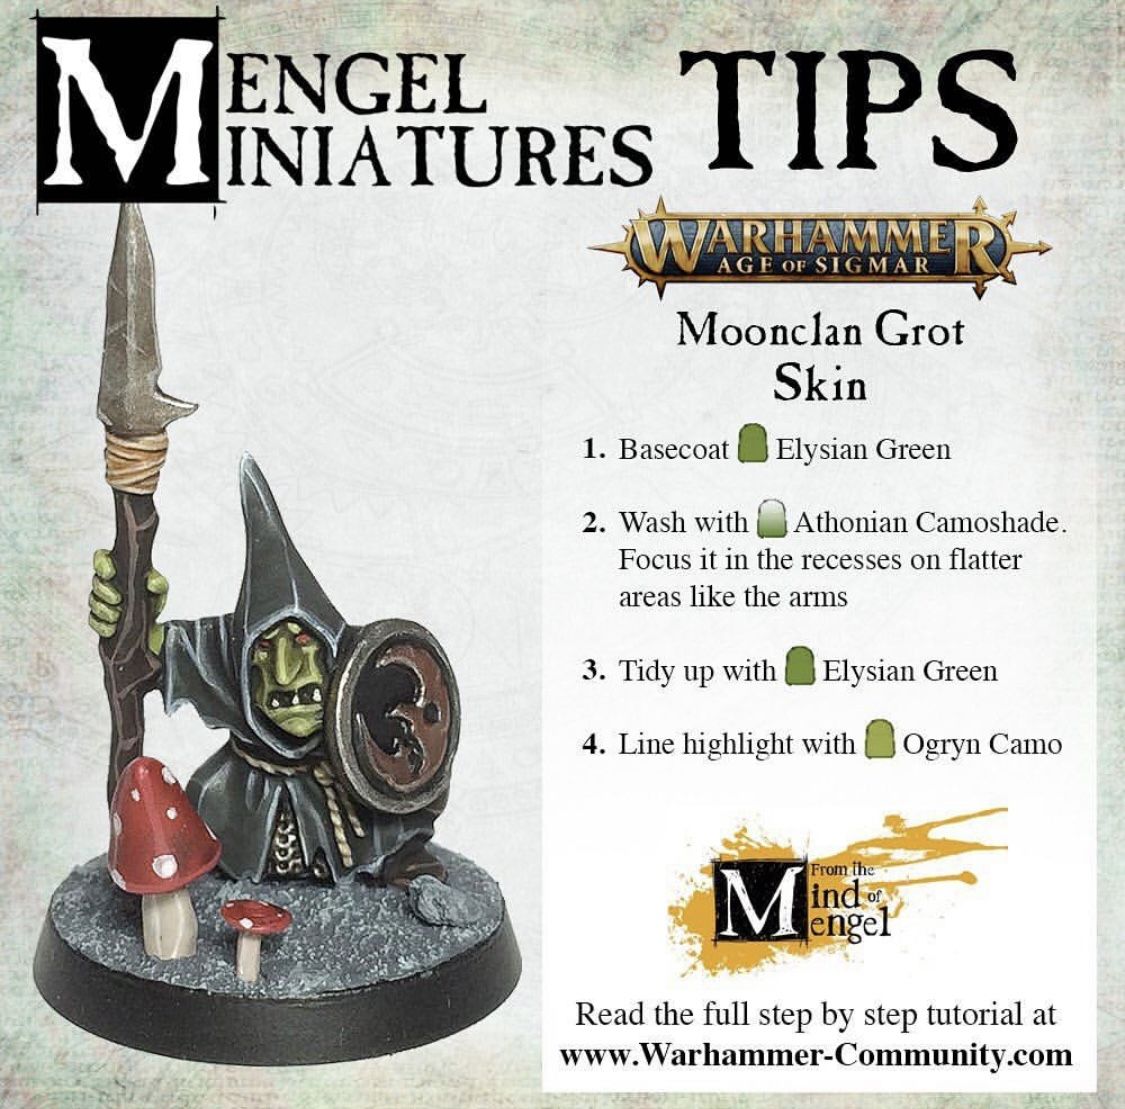 MENGEL
MINIATURES
TIPS
WARHAMMER
AGE OF SIGMAR
Moonclan Grot
Skin
1. Basecoat Elysian Green
2. Wash with Athonian Camoshade.
Focus it in the recesses on flatter
areas like the arms
3. Tidy up with Elysian Green
4. Line highlight with Ogryn Camo
From the
Mind of
Mengel
Read the full step by step tutorial at
www.Warhammer-Community.com